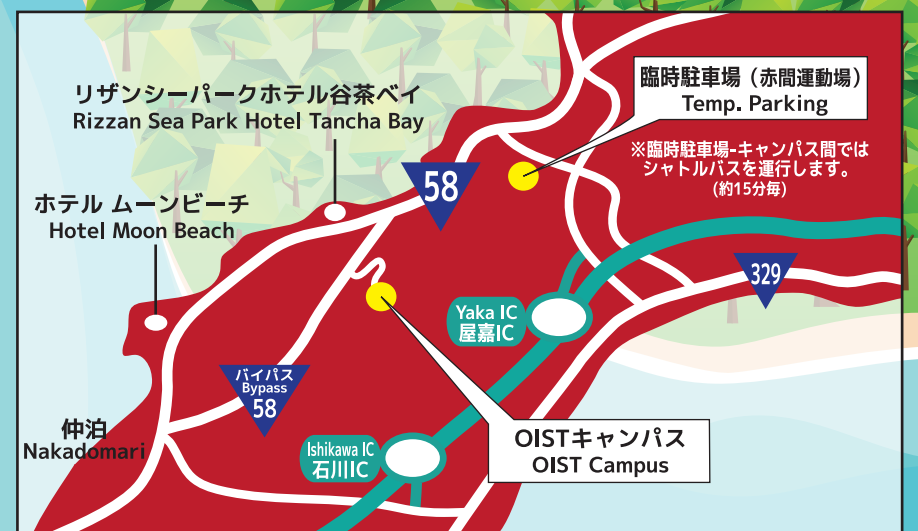 リザンシーパークホテル谷茶ベイ
Rizzan Sea Park Hotel Tancha Bay
臨時駐車場（赤間運動場）
Temp. Parking
※臨時駐車場-キャンパス間では
シャトルバスを運行します。
(約15分毎)
58
ホテル ムーンビーチ
Hotel Moon Beach
329
Yaka IC
屋嘉IC
バイパス
Bypass
58
仲泊
Nakadomari
Ishikawa IC
石川IC
OISTキャンパス
OIST Campus